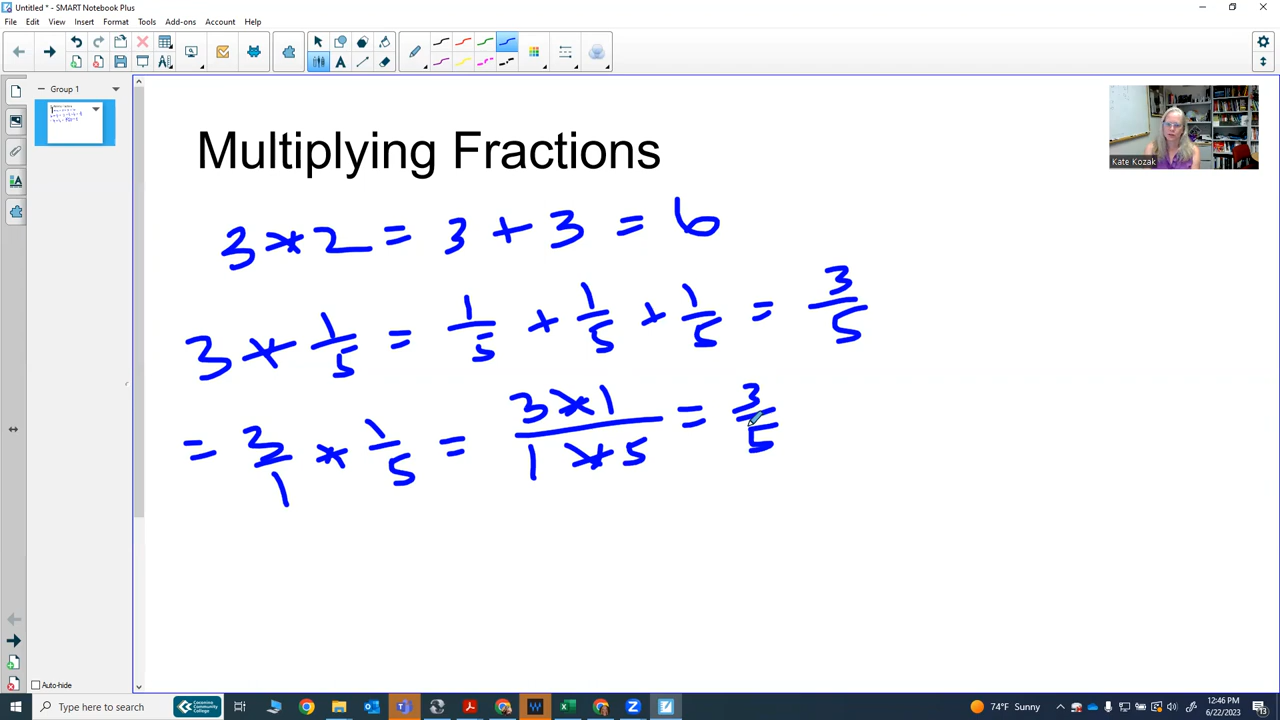 Untitled * - SMART Notebook Plus
File Edit View Insert Format Tools Add-ons Account Help
Group 1
Kate Kozak
Multiplying Fractions
3 * 2 = 3 + 3 = 6
3 * 1/5 = 1/5 + 1/5 + 1/5 = 3/5
= 3/1 * 1/5 = 3*1/1*5 = 3/5
Auto-hide
Type here to search
74°F Sunny
12:46 PM
6/22/2023